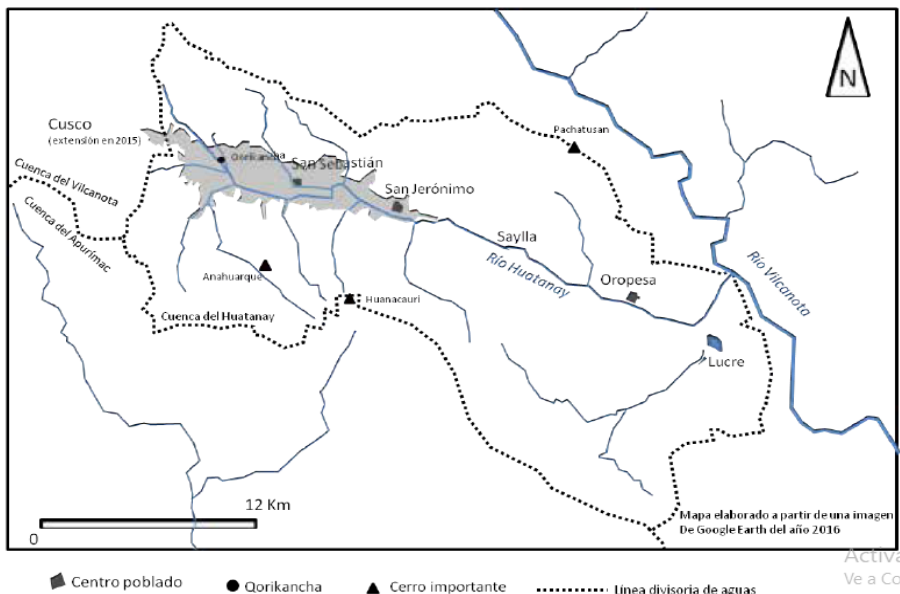 N
Cusco
(extensión en 2015)
Pachatusan
Qorikancha
San Sebastián
Cuenca del Vilcanota
San Jerónimo
Cuenca del Apurímac
Saylla
Río Huatanay
Río Vilcanota
Anahuarque
Oropesa
Huanacauri
Cuenca del Huatanay
Lucre
12 Km
0
Mapa elaborado a partir de una imagen
De Google Earth del año 2016
Activa
Ve a Co
Centro poblado
Qorikancha
Cerro importante
Línea divisoria de aguas